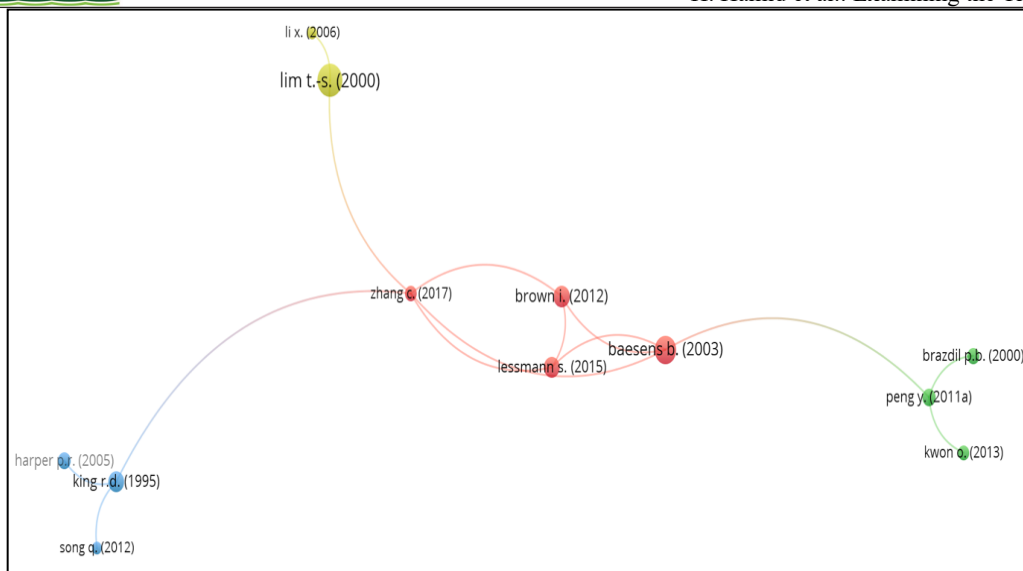 li x. (2006)
lim t.-s. (2000)
zhang c. (2017)
brown i. (2012)
baesens b. (2003)
lessmann s. (2015)
brazdil p.b. (2000)
peng y. (2011a)
kwon o. (2013)
harper p.r. (2005)
king r.d. (1995)
song q. (2012)